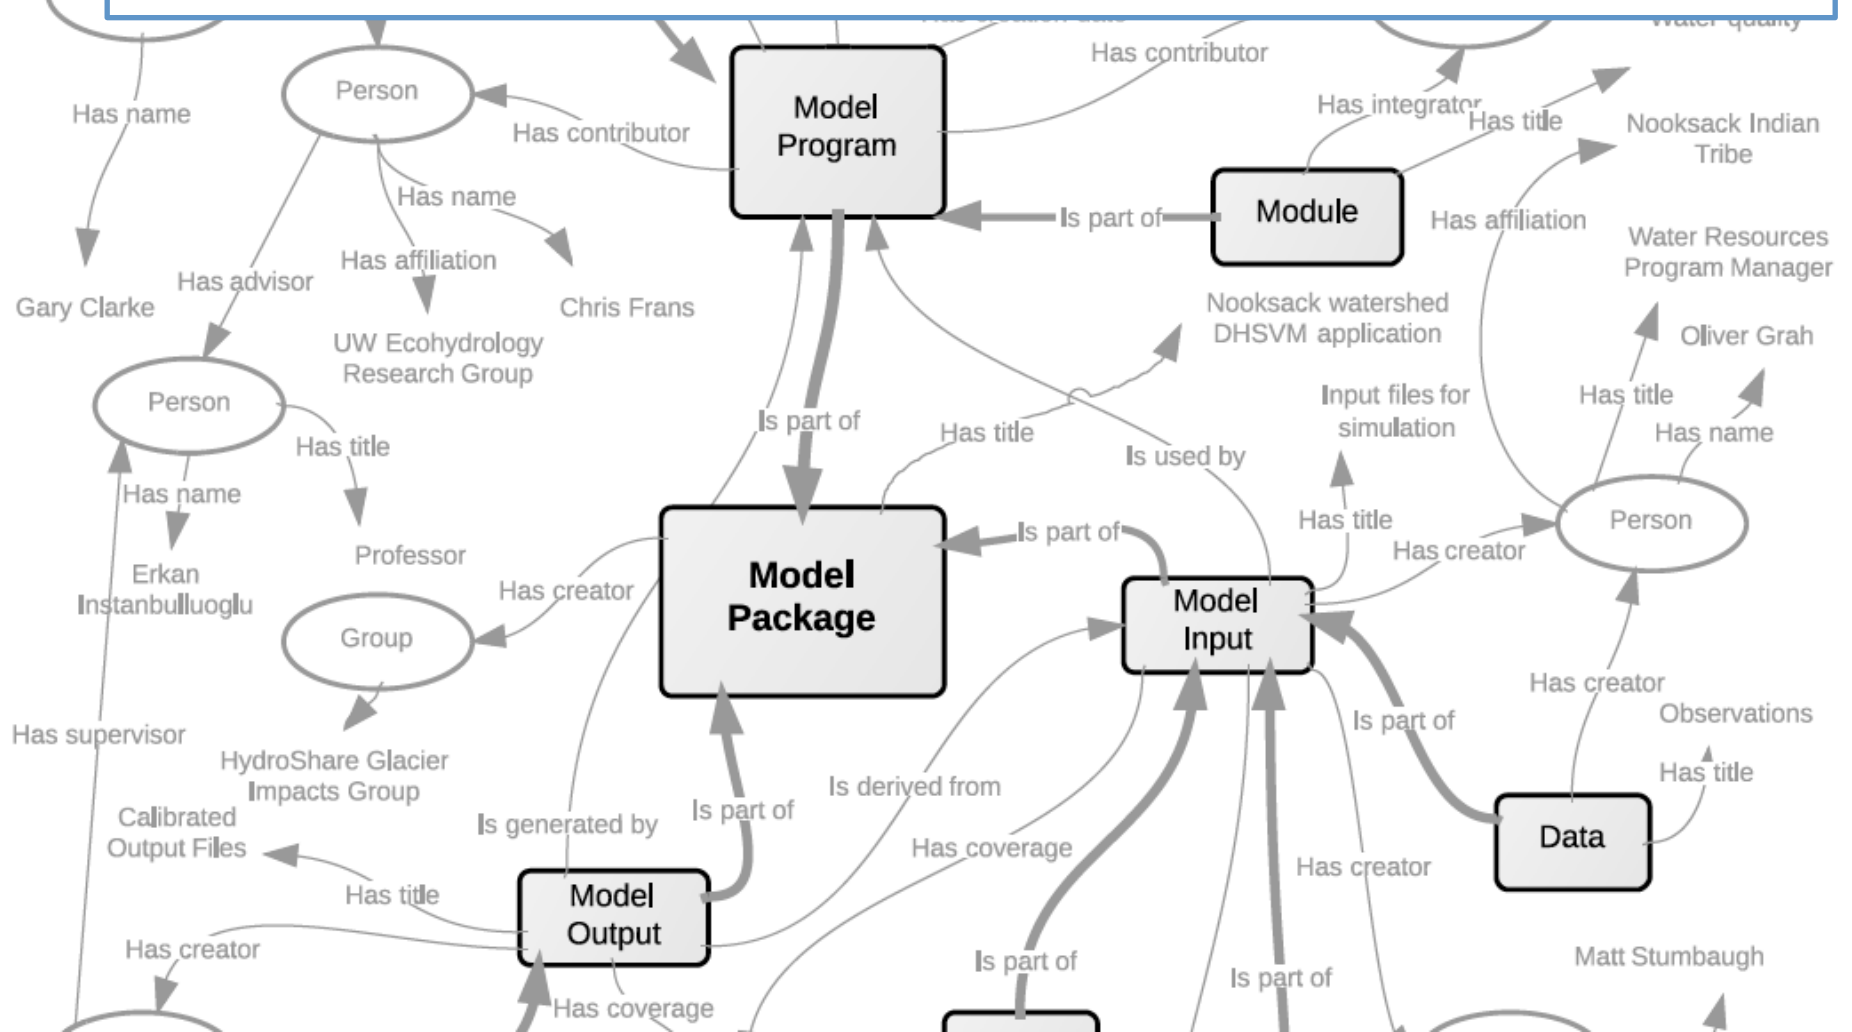 Has creation date
Water quality
Has contributor
Person
Model
Program
Has integrator
Has title
Has name
Has contributor
Nooksack Indian
Tribe
Has name
Is part of
Module
Has affiliation
Has affiliation
Water Resources
Program Manager
Has advisor
Gary Clarke
Chris Frans
Nooksack watershed
DHSVM application
UW Ecohydrology
Research Group
Oliver Grah
Person
Input files for
simulation
Has title
Is part of
Has title
Has name
Has title
Is used by
Has name
Is part of
Has title
Person
Professor
Has creator
Erkan
Instanbulluoglu
Has creator
Model
Package
Model
Input
Group
Has creator
Has supervisor
Is part of
Observations
HydroShare Glacier
Impacts Group
Is derived from
Has title
Calibrated
Output Files
Is generated by
Is part of
Has coverage
Data
Has creator
Has title
Model
Output
Has creator
Is part of
Is part of
Matt Stumbaugh
Has coverage